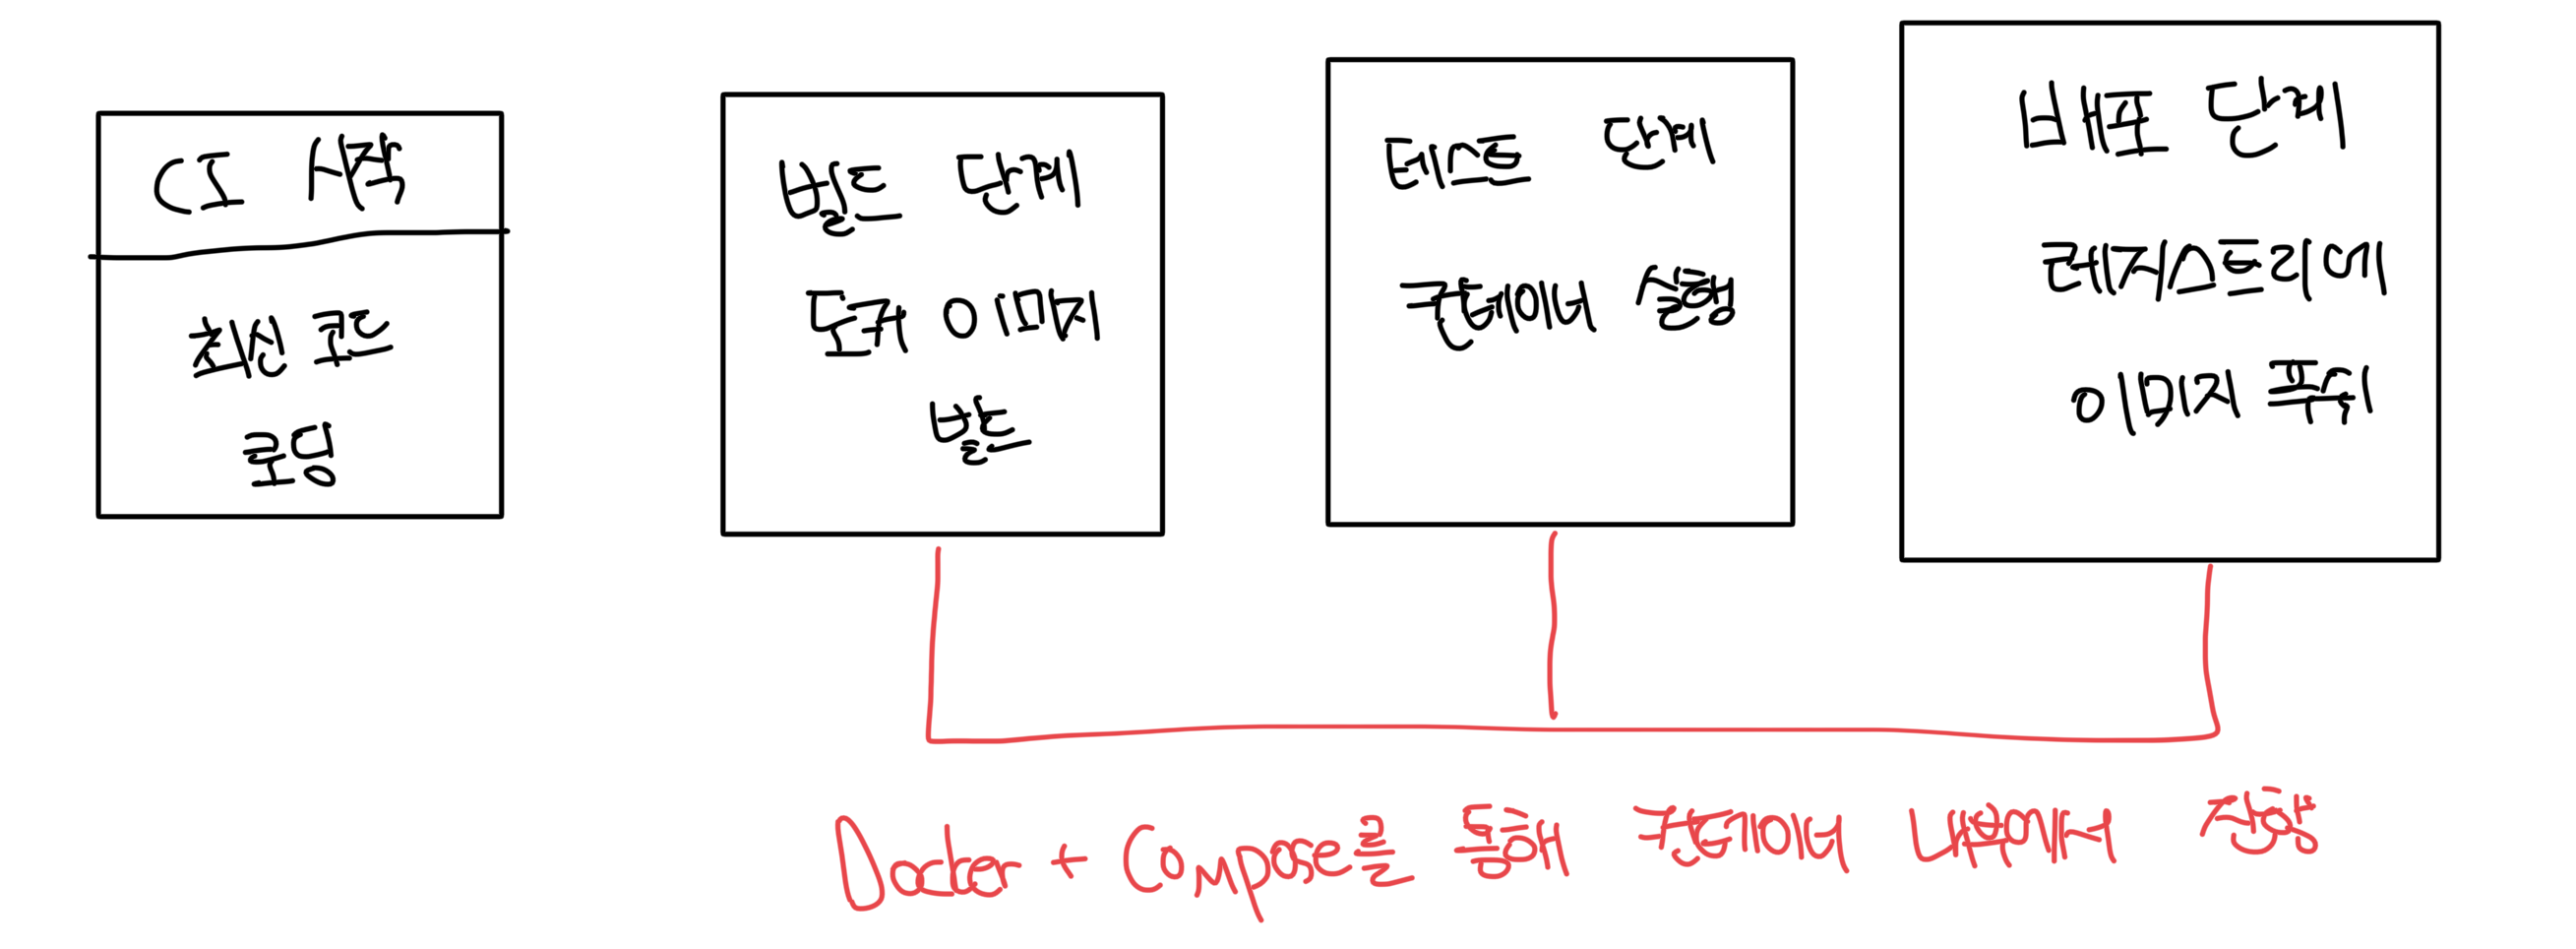 CI 시작
최신 코드
로딩
빌드 단계
도커 이미지
빌드
테스트 단계
컨테이너 실행
배포 단계
레지스트리에
이미지 푸쉬
Docker + Compose를 통해 컨테이너 내부에서 진행